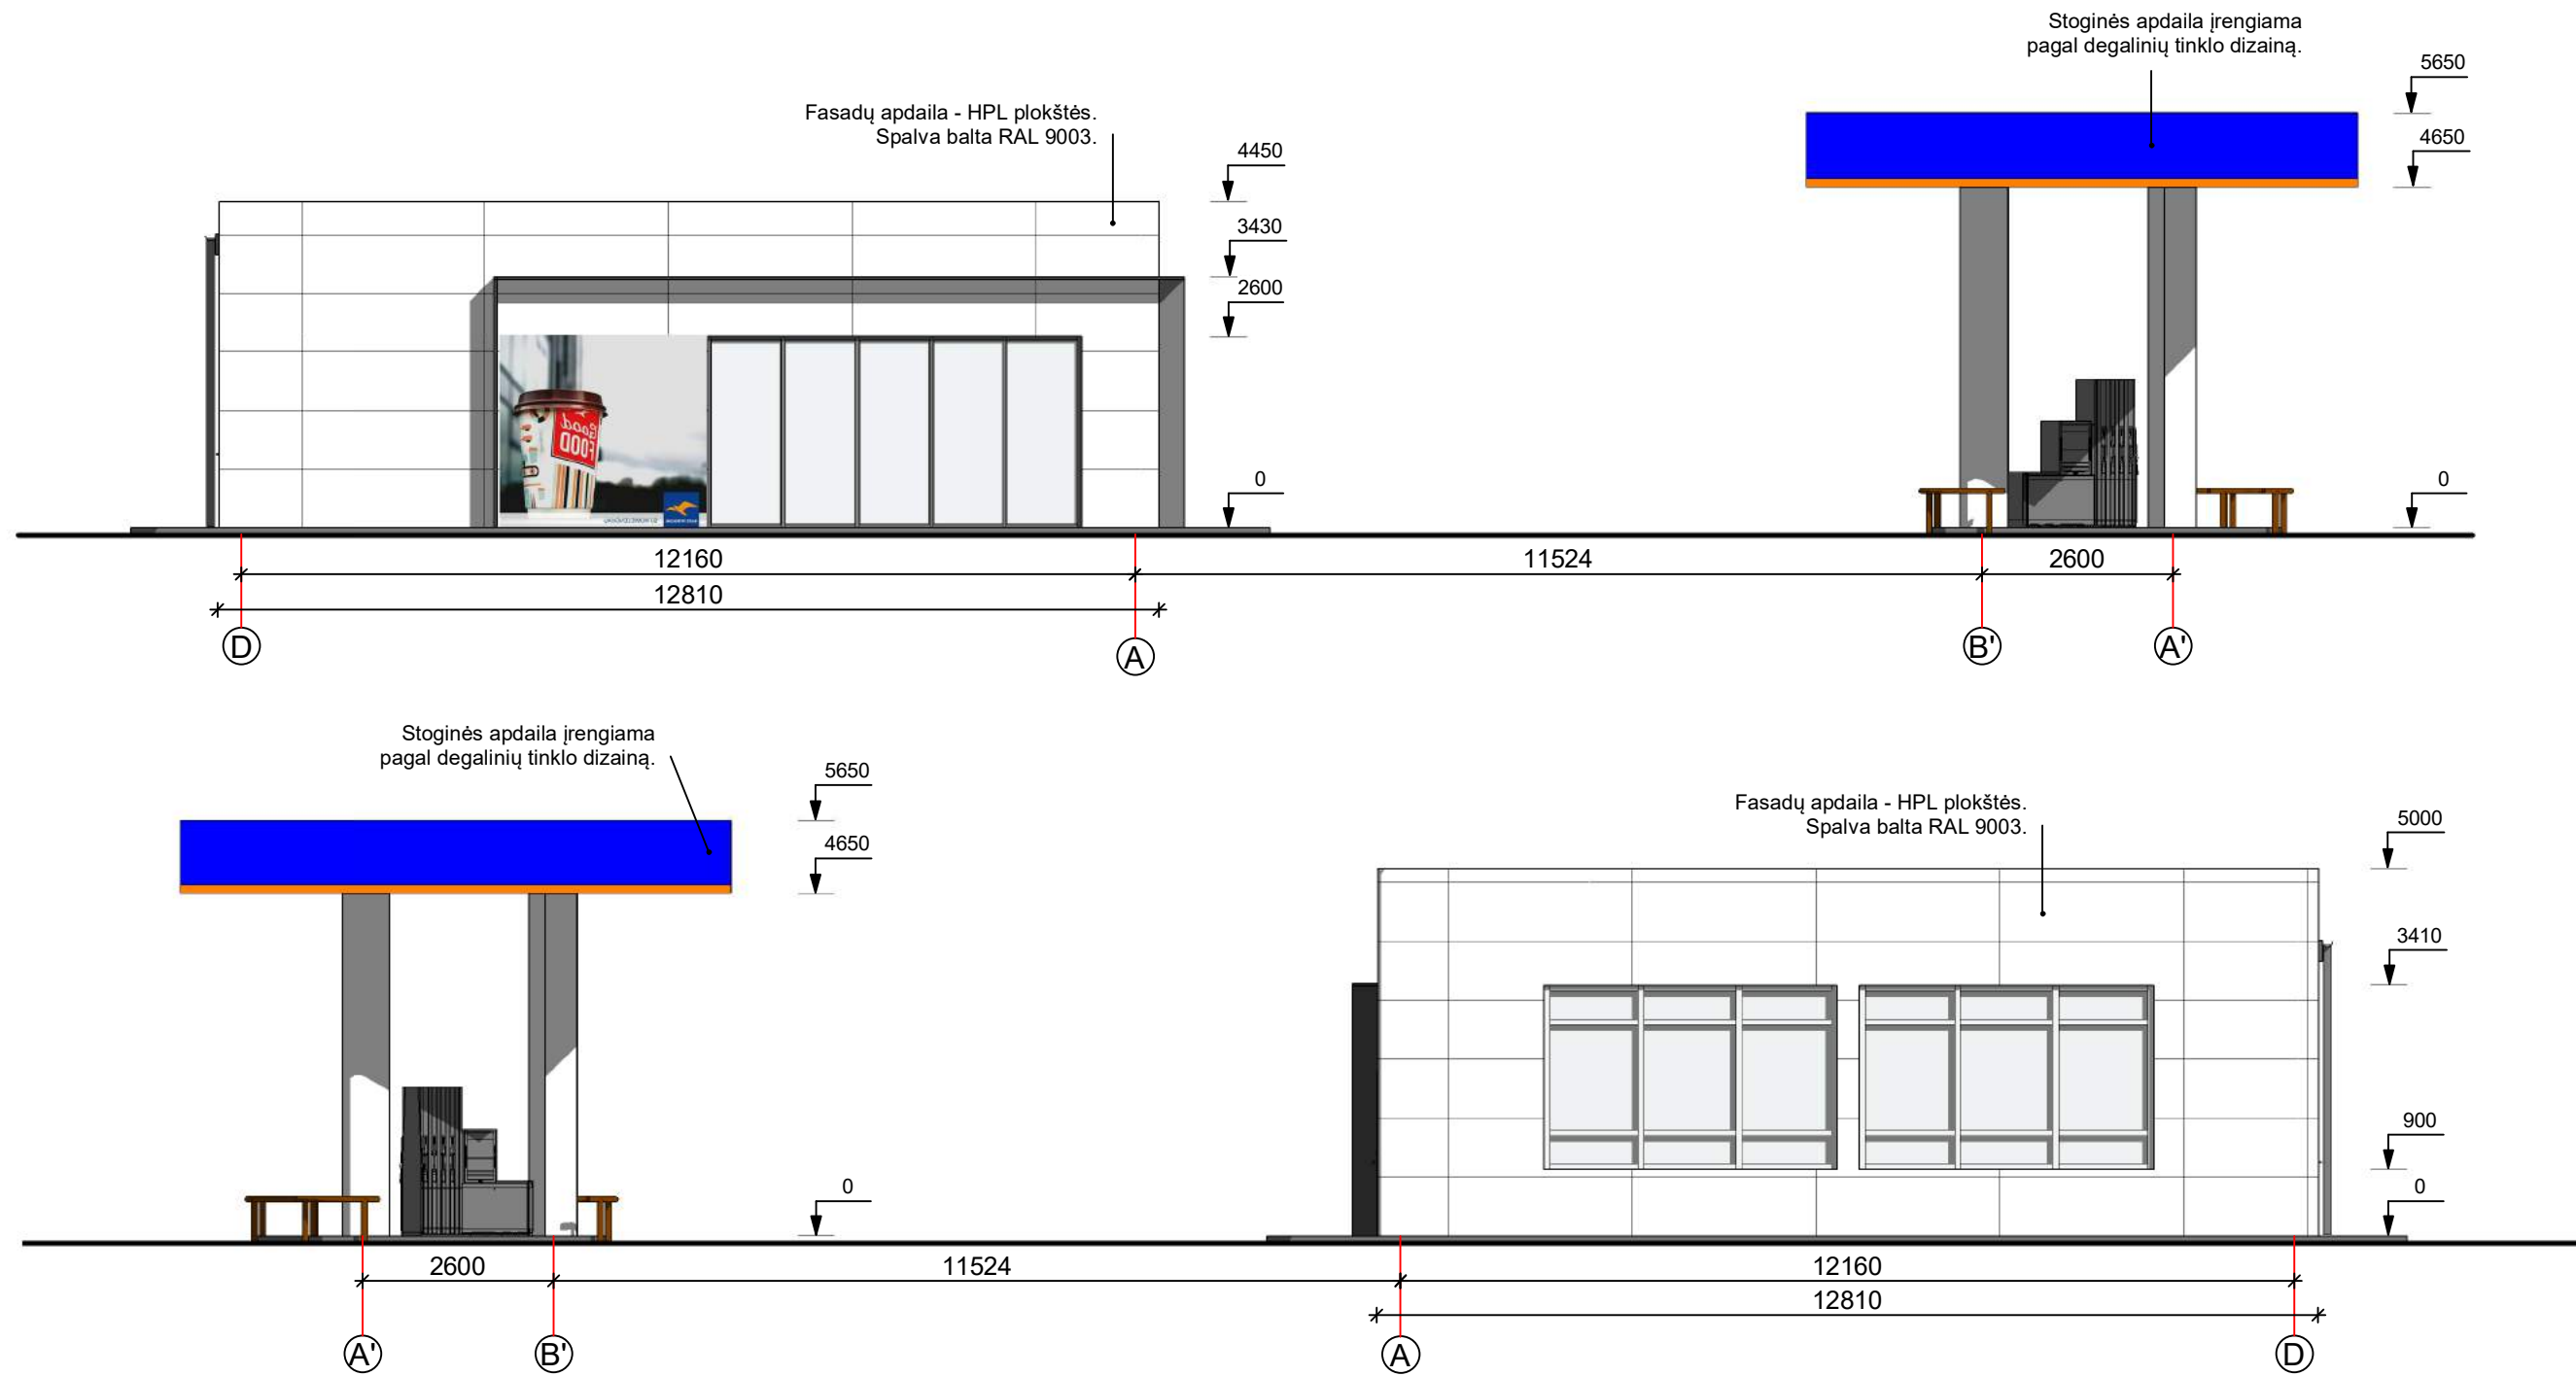 Stoginės apdaila įrengiama
pagal degalinių tinklo dizainą.
5650
4650
Fasadų apdaila - HPL plokštės.
Spalva balta RAL 9003.
4450
3430
2600
Good
FOOD
0
0
12160
11524
2600
12810
D
A
B'
A'
Stoginės apdaila įrengiama
pagal degalinių tinklo dizainą.
5650
4650
Fasadų apdaila - HPL plokštės.
Spalva balta RAL 9003.
5000
3410
900
0
0
2600
11524
12160
12810
A'
B'
A
D